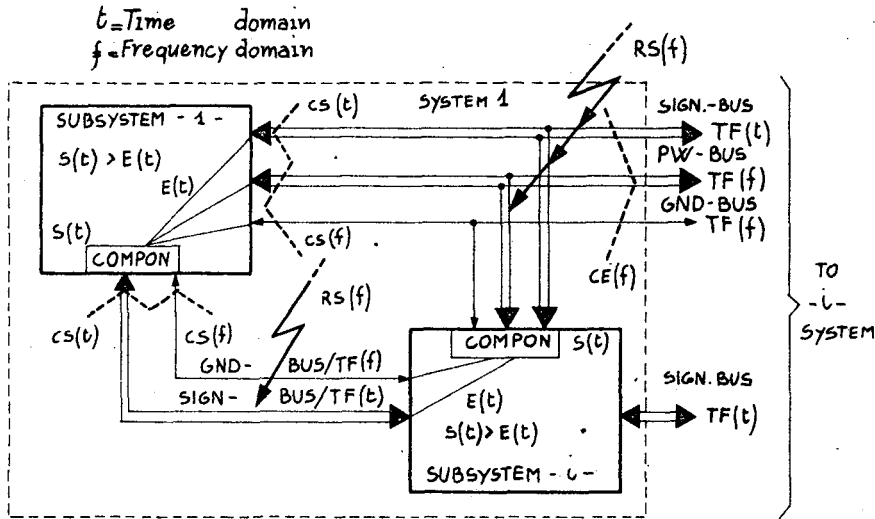 t = Time domain
f = Frequency domain
RS(f)
CS(t)
SYSTEM 1
SIGN.-BUS
TF(t)
PW-BUS
TF(f)
GND-BUS
TF(f)
SUBSYSTEM - 1 -
S(t) > E(t)
E(t)
S(t)
COMPON
CS(f)
CE(f)
RS(f)
CS(t)
CS(f)
TO
- i -
SYSTEM
GND- BUS/TF(f)
SIGN- BUS/TF(t)
COMPON
S(t)
E(t)
S(t) > E(t)
SUBSYSTEM - i -
SIGN. BUS
TF(t)